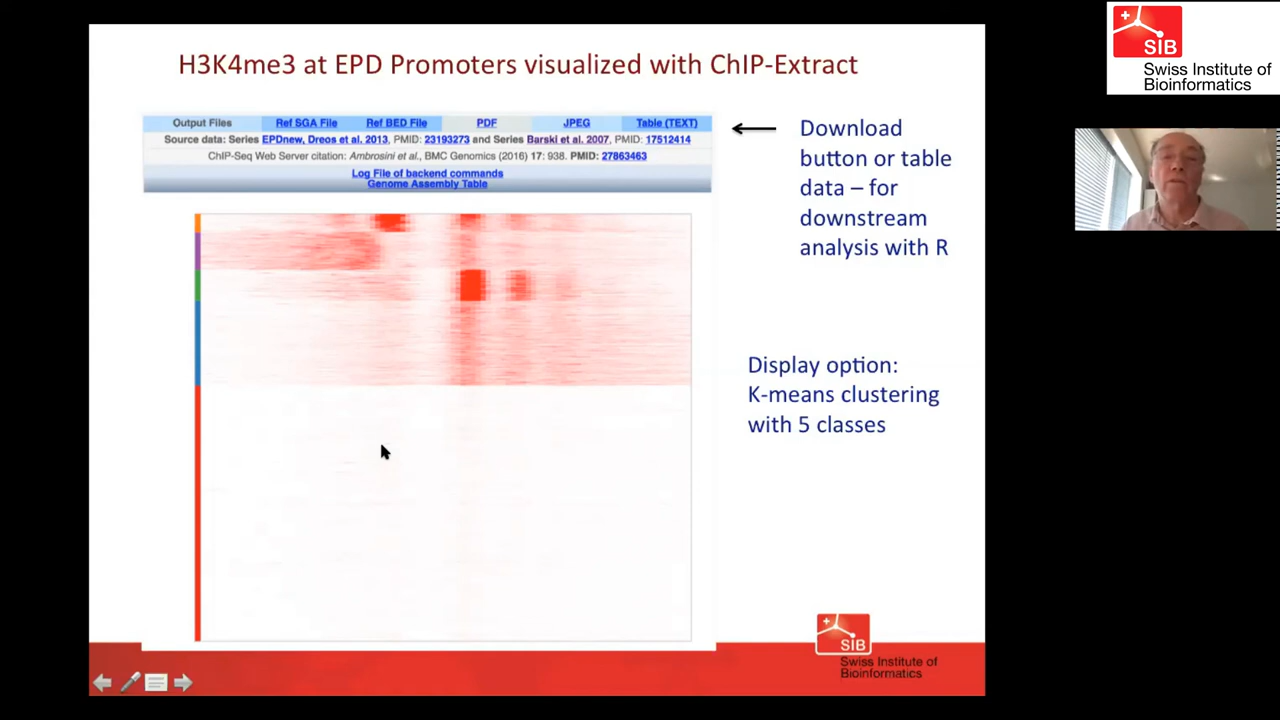 H3K4me3 at EPD Promoters visualized with ChIP-Extract
SIB
Swiss Institute of
Bioinformatics
Output Files Ref SGA File Ref BED File PDF JPEG Table (TEXT)
Source data: Series EPDnew, Dreos et al. 2013, PMID: 23193273 and Series Barski et al. 2007, PMID: 17512414
ChIP-Seq Web Server citation: Ambrosini et al., BMC Genomics (2016) 17: 938. PMID: 27863463
Log File of backend commands
Genome Assembly Table
Download
button or table
data – for
downstream
analysis with R
Display option:
K-means clustering
with 5 classes
SIB
Swiss Institute of
Bioinformatics